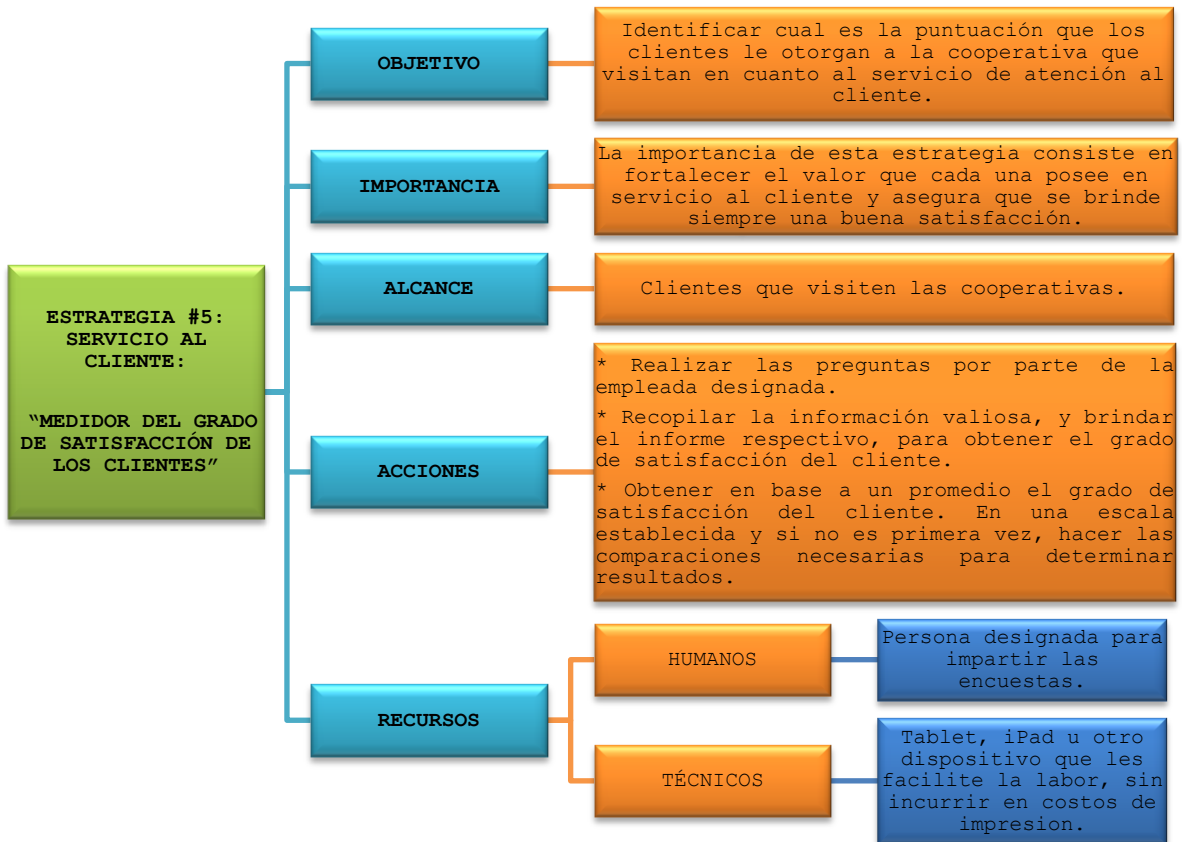 ESTRATEGIA #5:
SERVICIO AL
CLIENTE:
“MEDIDOR DEL GRADO
DE SATISFACCIÓN DE
LOS CLIENTES”
OBJETIVO
Identificar cual es la puntuación que los
clientes le otorgan a la cooperativa que
visitan en cuanto al servicio de atención al
cliente.
IMPORTANCIA
La importancia de esta estrategia consiste en
fortalecer el valor que cada una posee en
servicio al cliente y asegura que se brinde
siempre una buena satisfacción.
ALCANCE
Clientes que visiten las cooperativas.
ACCIONES
* Realizar las preguntas por parte de la
empleada designada.
* Recopilar la información valiosa, y brindar
el informe respectivo, para obtener el grado
de satisfacción del cliente.
* Obtener en base a un promedio el grado de
satisfacción del cliente. En una escala
establecida y si no es primera vez, hacer las
comparaciones necesarias para determinar
resultados.
RECURSOS
HUMANOS
Persona designada para
impartir las
encuestas.
TÉCNICOS
Tablet, iPad u otro
dispositivo que les
facilite la labor, sin
incurrir en costos de
impresion.